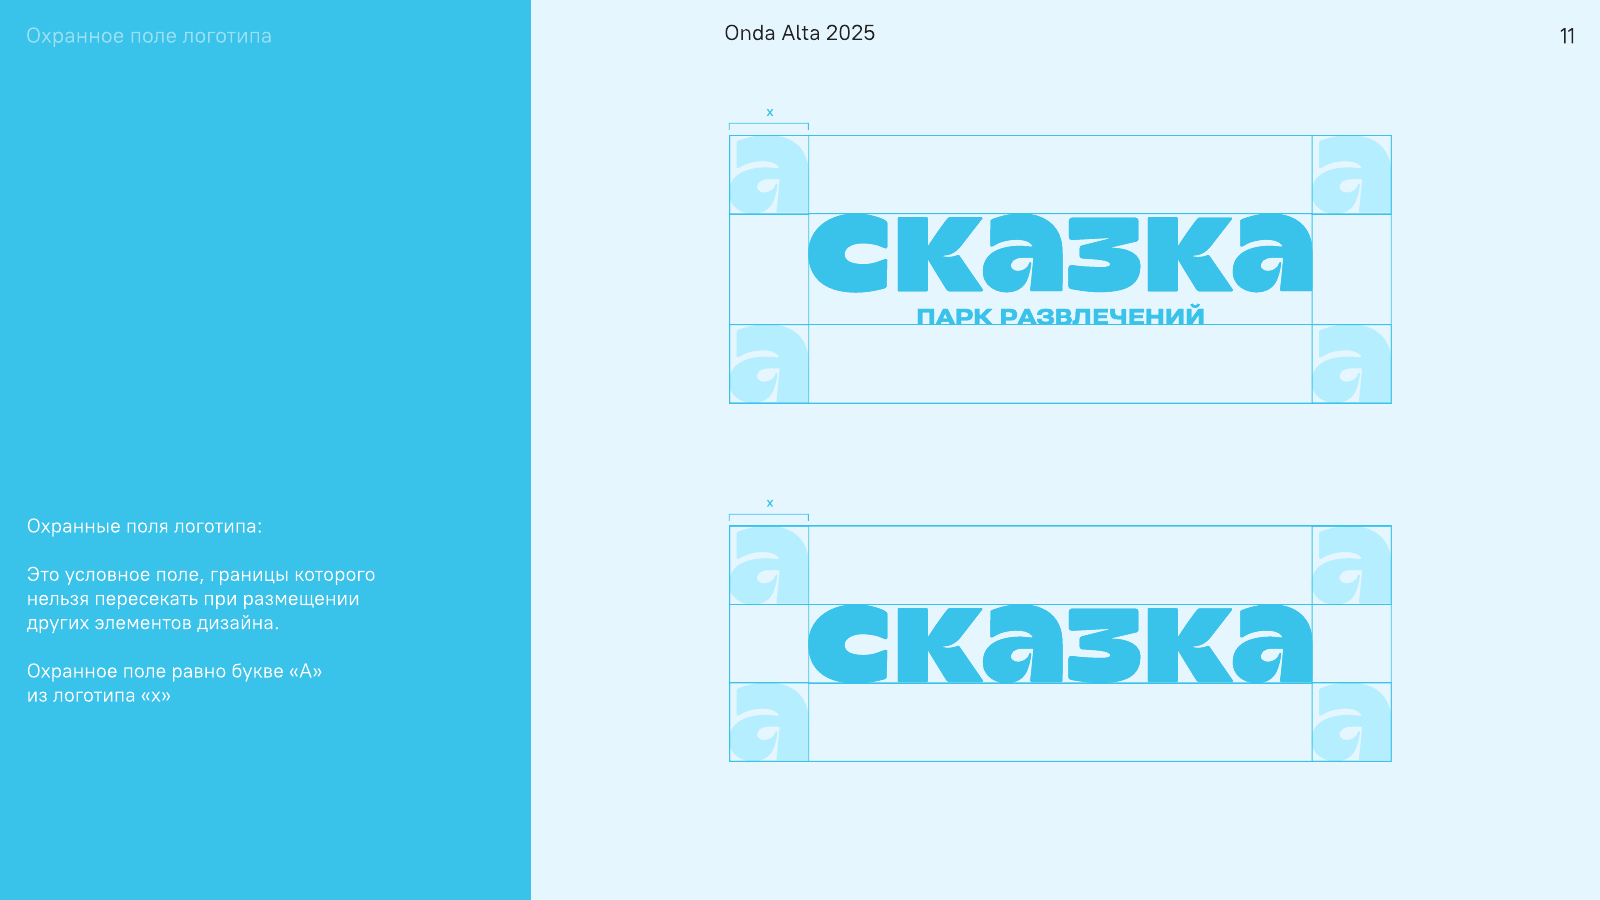 Охранное поле логотипа
Onda Alta 2025
11
Охранные поля логотипа:
Это условное поле, границы которого
нельзя пересекать при размещении
других элементов дизайна.
Охранное поле равно букве «А»
из логотипа «х»
x
а а
сказка
ПАРК РАЗВЛЕЧЕНИЙ
а а
x
а а
сказка
а а